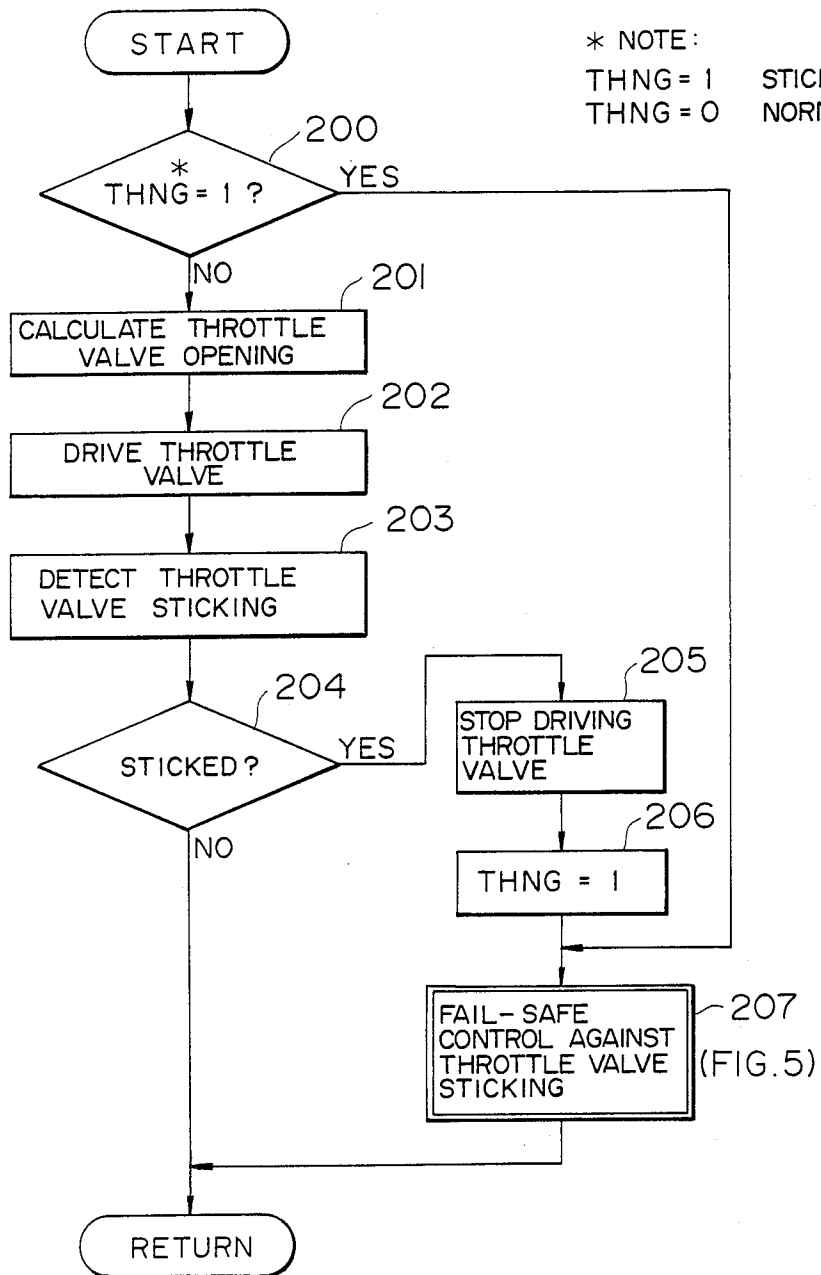 START
* NOTE:
THNG = 1
THNG = 0
200
*
THNG = 1 ?
YES
NO
201
CALCULATE THROTTLE
VALVE OPENING
202
DRIVE THROTTLE
VALVE
203
DETECT THROTTLE
VALVE STICKING
204
STICKED?
YES
NO
205
STOP DRIVING
THROTTLE
VALVE
206
THNG = 1
207
FAIL-SAFE
CONTROL AGAINST
THROTTLE VALVE
STICKING
(FIG.5)
RETURN